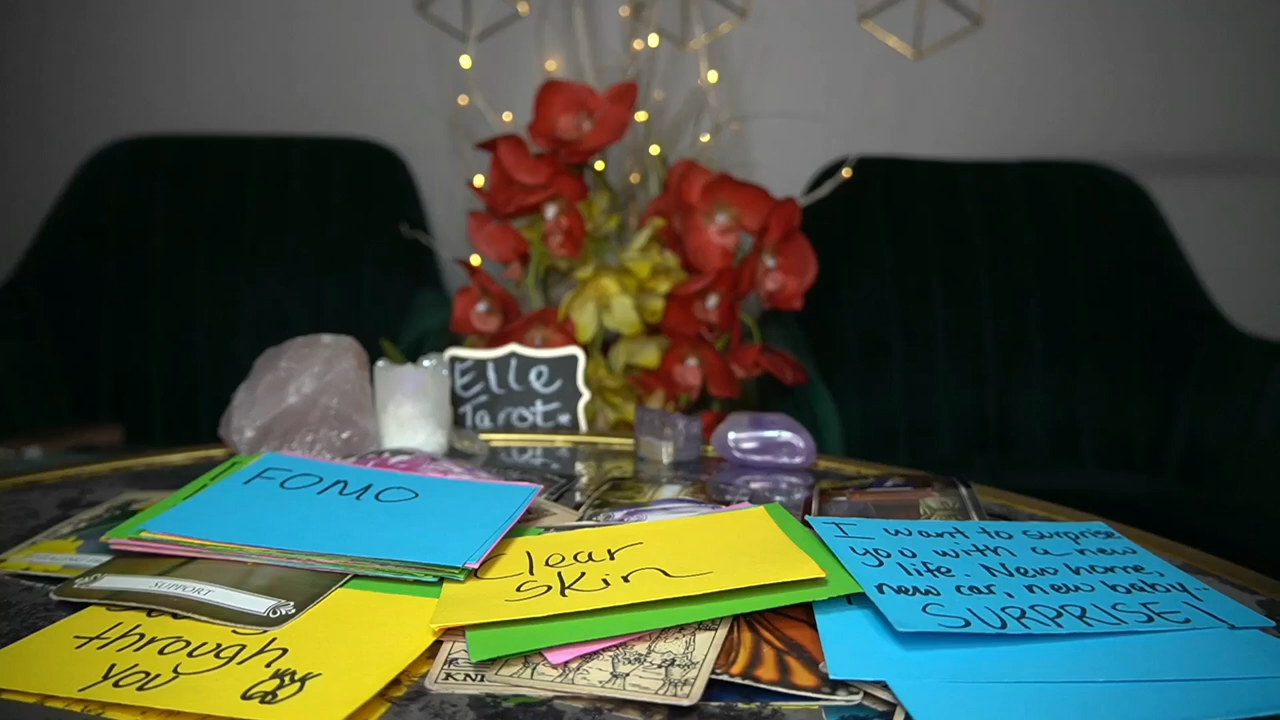 Elle
Tarot
FOMO
Clear
skin
I want to surprise
you with a new
life. New home,
new car, new baby.
SURPRISE!
SUPPORT
through
you
KNI